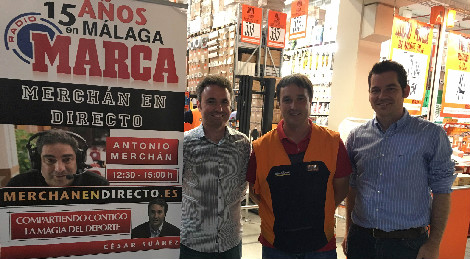 15 AÑOS
en MÁLAGA
RADIO
MARCA
MERCHÁN EN
DIRECTO
ANTONIO
MERCHÁN
12:30 - 15:00 h
MERCHANENDIRECTO.ES
COMPARTIENDO CONTIGO
LA MAGIA DEL DEPORTE
CÉSAR SUÁREZ